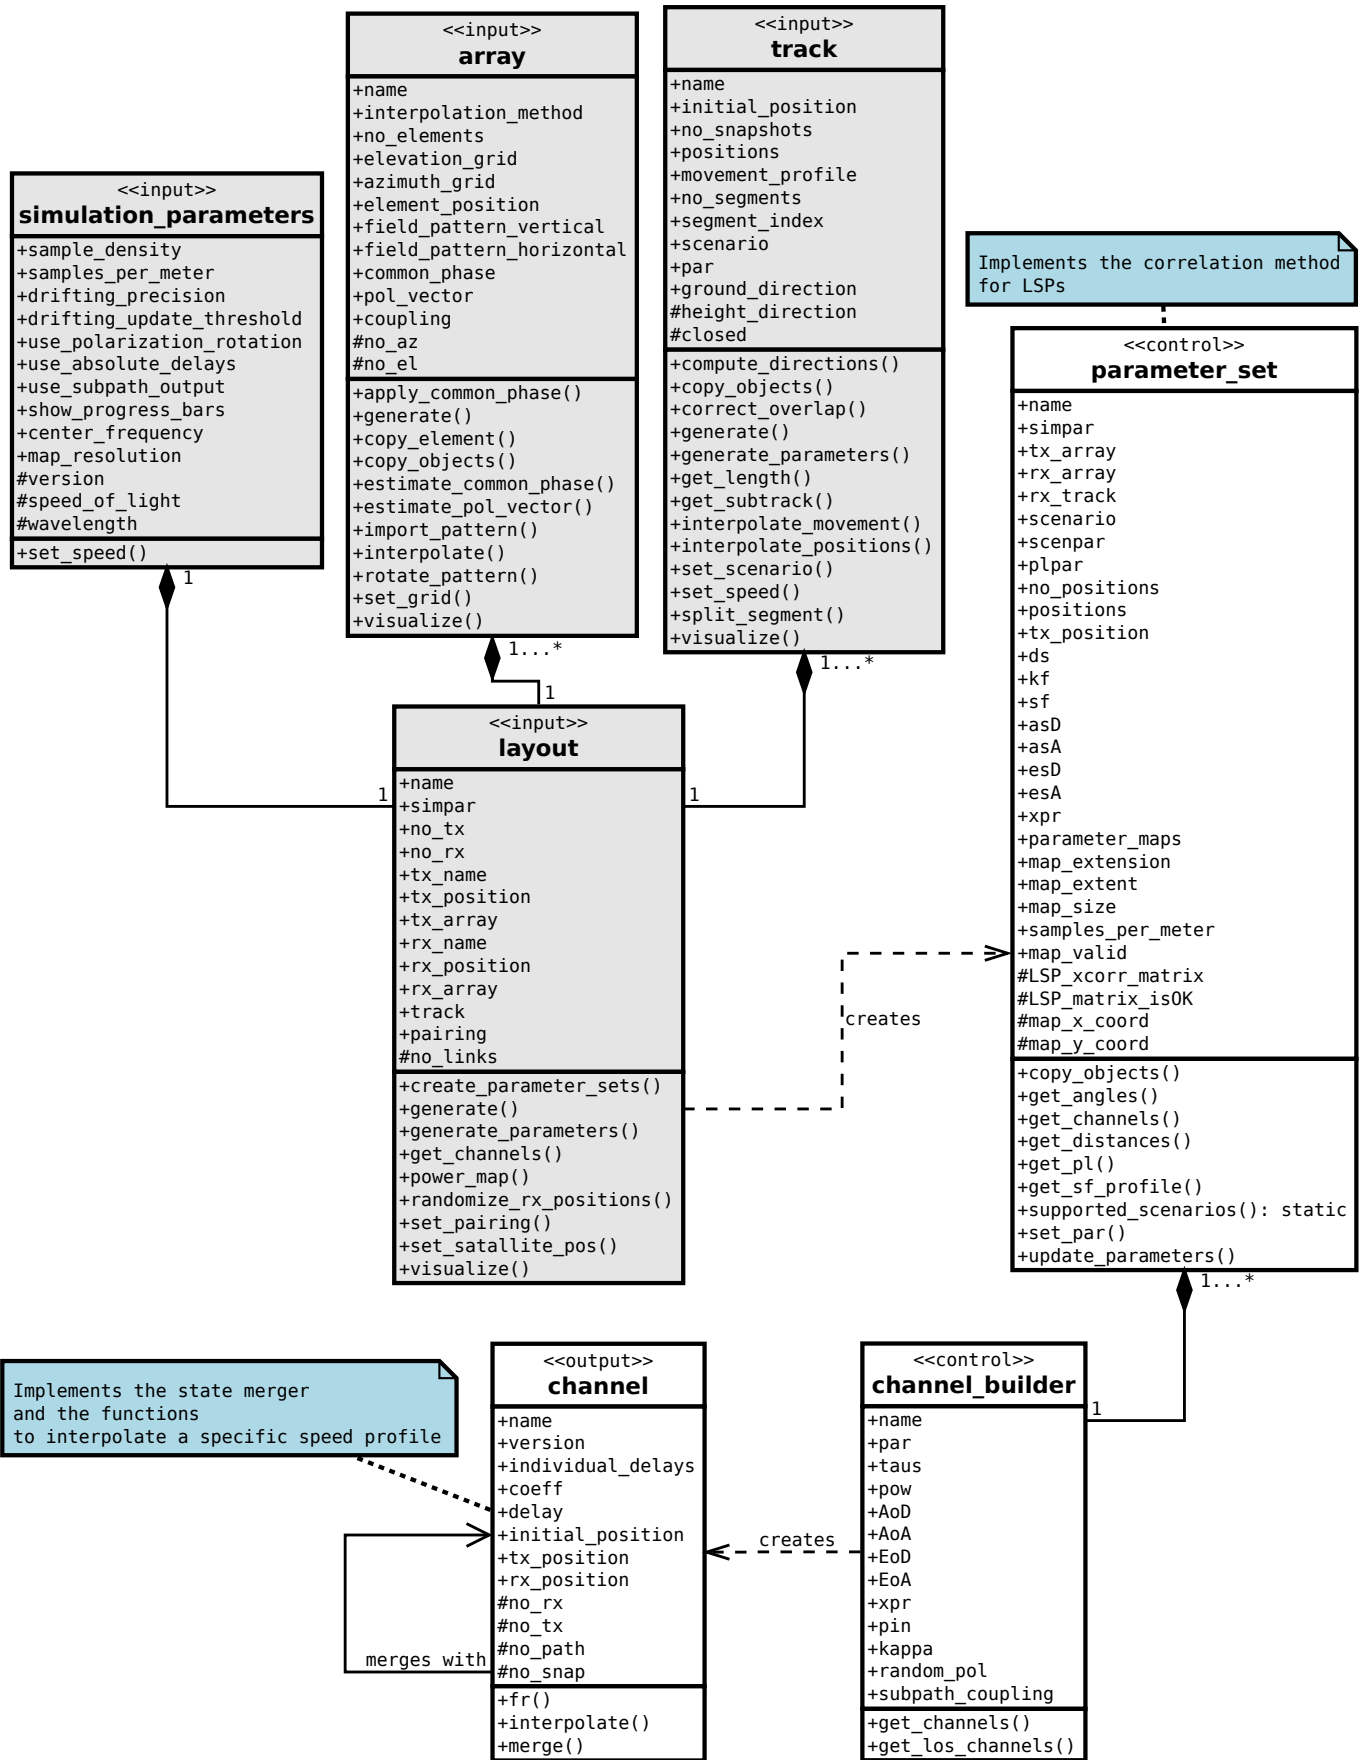 <<input>>
array
+name
+interpolation_method
+no_elements
+elevation_grid
+azimuth_grid
+element_position
+field_pattern_vertical
+field_pattern_horizontal
+common_phase
+pol_vector
+coupling
#no_az
#no_el
+apply_common_phase()
+generate()
+copy_element()
+copy_objects()
+estimate_common_phase()
+estimate_pol_vector()
+import_pattern()
+interpolate()
+rotate_pattern()
+set_grid()
+visualize()
1...*
1
<<input>>
track
+name
+initial_position
+no_snapshots
+positions
+movement_profile
+no_segments
+segment_index
+scenario
+par
+ground_direction
#height_direction
#closed
+compute_directions()
+copy_objects()
+correct_overlap()
+generate()
+generate_parameters()
+get_length()
+get_subtrack()
+interpolate_movement()
+interpolate_positions()
+set_scenario()
+set_speed()
+split_segment()
+visualize()
1...*
1
<<input>>
simulation_parameters
+sample_density
+samples_per_meter
+drifting_precision
+drifting_update_threshold
+use_polarization_rotation
+use_absolute_delays
+use_subpath_output
+show_progress_bars
+center_frequency
+map_resolution
#version
#speed_of_light
#wavelength
+set_speed()
1
1
<<input>>
layout
+name
+simpar
+no_tx
+no_rx
+tx_name
+tx_position
+tx_array
+rx_name
+rx_position
+rx_array
+track
+pairing
#no_links
+create_parameter_sets()
+generate()
+generate_parameters()
+get_channels()
+power_map()
+randomize_rx_positions()
+set_pairing()
+set_satallite_pos()
+visualize()
creates
Implements the correlation method
for LSPs
<<control>>
parameter_set
+name
+simpar
+tx_array
+rx_array
+rx_track
+scenario
+scenpar
+plpar
+no_positions
+positions
+tx_position
+ds
+kf
+sf
+asD
+asA
+esD
+esA
+xpr
+parameter_maps
+map_extension
+map_extent
+map_size
+samples_per_meter
+map_valid
#LSP_xcorr_matrix
#LSP_matrix_isOK
#map_x_coord
#map_y_coord
+copy_objects()
+get_angles()
+get_channels()
+get_distances()
+get_pl()
+get_sf_profile()
+supported_scenarios(): static
+set_par()
+update_parameters()
1...*
1
Implements the state merger
and the functions
to interpolate a specific speed profile
<<output>>
channel
+name
+version
+individual_delays
+coeff
+delay
+initial_position
+tx_position
+rx_position
#no_rx
#no_tx
#no_path
#no_snap
+fr()
+interpolate()
+merge()
merges with
creates
<<control>>
channel_builder
+name
+par
+taus
+pow
+AoD
+AoA
+EoD
+EoA
+xpr
+pin
+kappa
+random_pol
+subpath_coupling
+get_channels()
+get_los_channels()